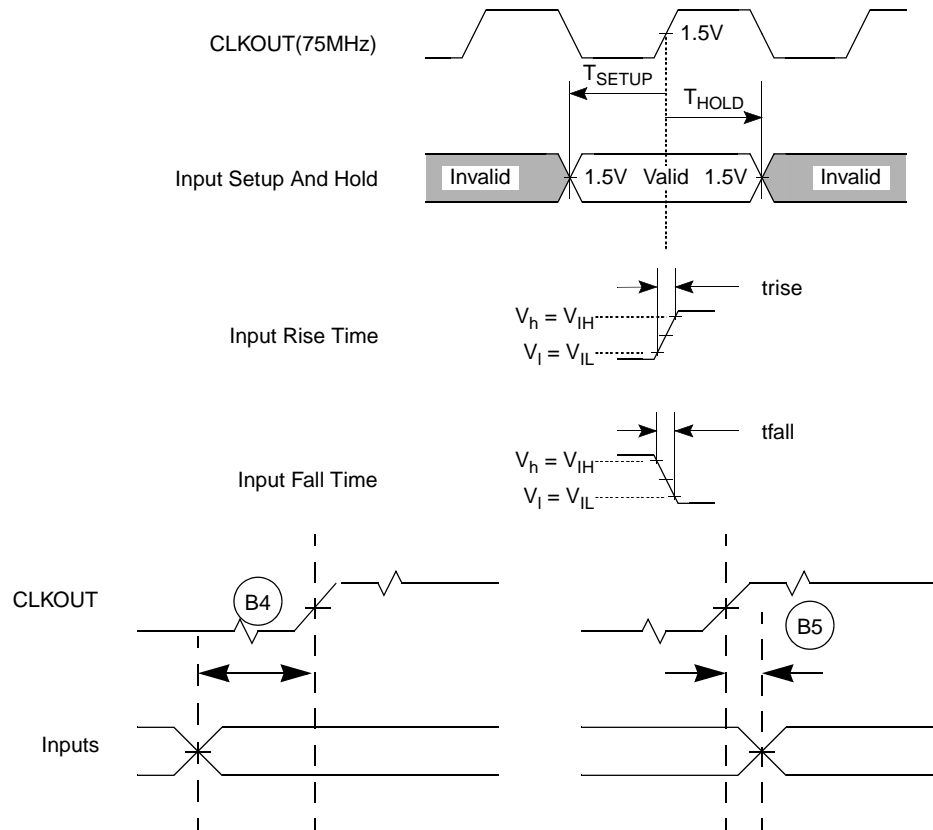 CLKOUT(75MHz)
1.5V
TSETUP
THOLD
Input Setup And Hold
Invalid
1.5V Valid 1.5V
Invalid
trise
Input Rise Time
Vh = VIH
Vl = VIL
tfall
Input Fall Time
Vh = VIH
Vl = VIL
CLKOUT
B4
B5
Inputs